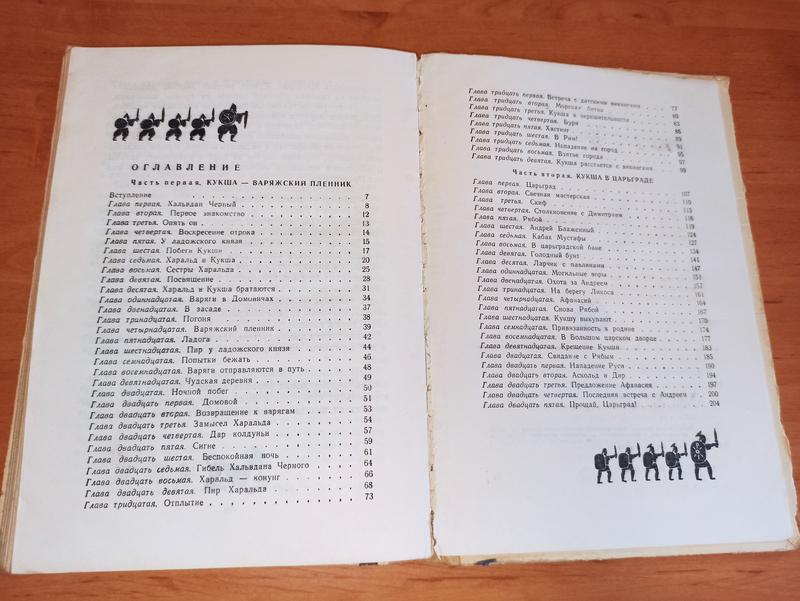 ОГЛАВЛЕНИЕ
Часть первая. КУКША — ВАРЯЖСКИЙ ПЛЕННИК
Вступление 7
Глава первая. Хальвдан Черный 8
Глава вторая. Первое знакомство 12
Глава третья. Опять он 13
Глава четвертая. Воскресение отрока 14
Глава пятая. У ладожского князя 15
Глава шестая. Побеги Кукши 17
Глава седьмая. Харальд и Кукша 20
Глава восьмая. Сестры Харальда 25
Глава девятая. Посвящение 28
Глава десятая. Харальд и Кукша братаются 31
Глава одиннадцатая. Варяги в Домовичах 34
Глава двенадцатая. В засаде 37
Глава тринадцатая. Погоня 38
Глава четырнадцатая. Варяжский пленник 39
Глава пятнадцатая. Ладога 42
Глава шестнадцатая. Пир у ладожского князя 44
Глава семнадцатая. Попытки бежать 46
Глава восемнадцатая. Варяги отправляются в путь 48
Глава девятнадцатая. Чудская деревня 49
Глава двадцатая. Ночной побег 50
Глава двадцать первая. Домовой 51
Глава двадцать вторая. Возвращение к варягам 53
Глава двадцать третья. Замысел Харальда 54
Глава двадцать четвертая. Дар колдуньи 57
Глава двадцать пятая. Сигне 59
Глава двадцать шестая. Беспокойная ночь 61
Глава двадцать седьмая. Гибель Хальвдана Черного 64
Глава двадцать восьмая. Харальд — конунг 66
Глава двадцать девятая. Пир Харальда 68
Глава тридцатая. Отплытие 73
Глава тридцать первая. Встреча с датскими викингами 77
Глава тридцать вторая. Морская битва 80
Глава тридцать третья. Кукша в нерешительности 83
Глава тридцать четвертая. Буря
Глава тридцать пятая. Хастинг
Глава тридцать шестая. В Рим! 89
Глава тридцать седьмая. Нападение на город 91
Глава тридцать восьмая. Взятие города 95
Глава тридцать девятая. Кукша расстается с викингами 97
99
Часть вторая. КУКША В ЦАРЬГРАДЕ
Глава первая. Царьград
Глава вторая. Свечная мастерская 107
Глава третья. Скиф 110
Глава четвертая. Столкновение с Димитрием
Глава пятая. Рябой
Глава шестая. Андрей Блаженный
Глава седьмая. Кабак Мустафы 124
Глава восьмая. В царьградской бане 127
Глава девятая. Голодный бунт 134
Глава десятая. Ларчик с павлинами 141
Глава одиннадцатая. Могильные воры 147
Глава двенадцатая. Охота за Андреем
Глава тринадцатая. На берегу Ликоса 157
Глава четырнадцатая. Афанасий 161
Глава пятнадцатая. Снова Рябой 164
Глава шестнадцатая. Кукшу выкупают 167
Глава семнадцатая. Привязанность к родине 170
Глава восемнадцатая. В Большом царском дворце 174
Глава девятнадцатая. Крещение Кукши 177
Глава двадцатая. Свидание с Рябым 183
Глава двадцать первая. Нападение Руси 185
Глава двадцать вторая. Аскольд и Дир 190
Глава двадцать третья. Предложение Афанасия 194
Глава двадцать четвертая. Последняя встреча с Андреем 197
Глава двадцать пятая. Прощай, Царьград! 200
204